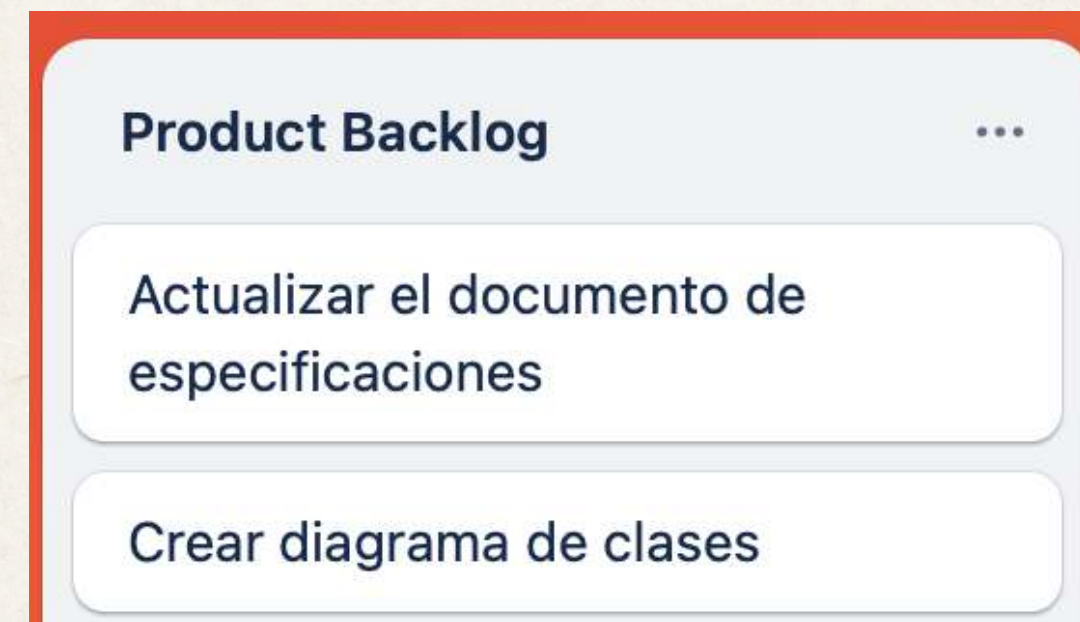 Product Backlog
Actualizar el documento de
especificaciones
Crear diagrama de clases